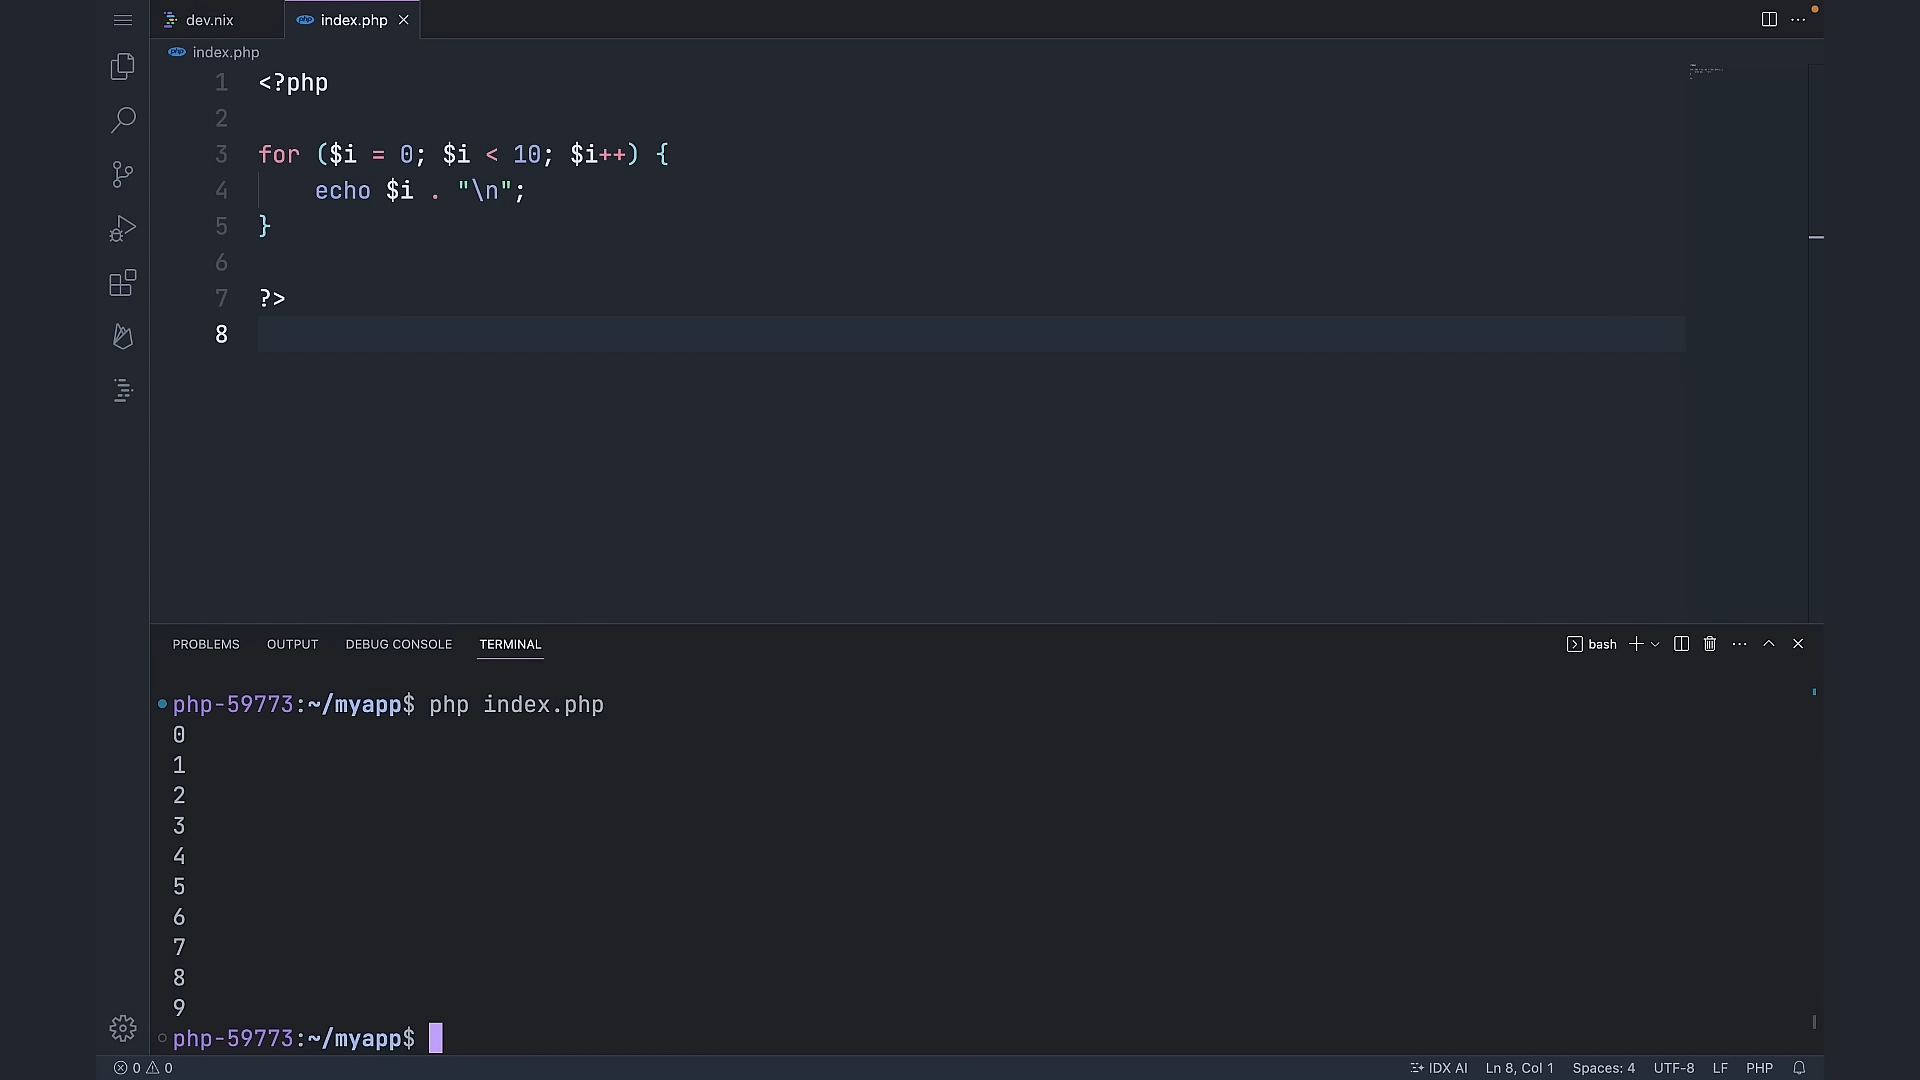 dev.nix
index.php
index.php
1 <?php
2
3 for ($i = 0; $i < 10; $i++) {
4     echo $i . "\n";
5 }
6
7 ?>
8
PROBLEMS OUTPUT DEBUG CONSOLE TERMINAL
bash
php-59773:~/myapp$ php index.php
0
1
2
3
4
5
6
7
8
9
php-59773:~/myapp$
0 0
IDX AI Ln 8, Col 1 Spaces: 4 UTF-8 LF PHP